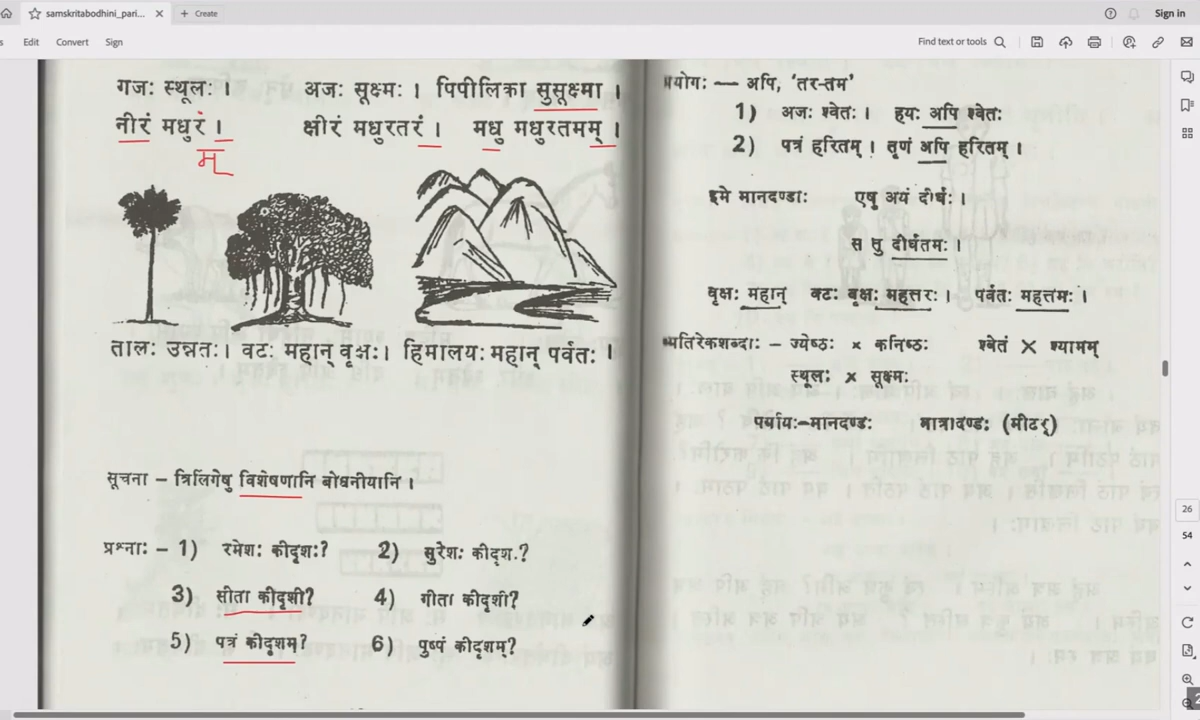 samskritabodhini_pari... × + Create Sign in
Edit Convert Sign Find text or tools
गजः स्थूलः । अजः सूक्ष्मः । पिपीलिका सुसूक्ष्मा ।
नीरं मधुरं । क्षीरं मधुरतरं । मधु मधुरतमम् ।
म्
तालः उन्नतः। वटः महान् वृक्षः। हिमालयः महान् पर्वतः ।
सूचना – त्रिलिंगेषु विशेषणानि बोधनीयानि ।
प्रश्नाः – 1) रमेशः कीदृशः? 2) सुरेशः कीदृश.?
3) सीता कीदृशी? 4) गीता कीदृशी?
5) पत्रं कीदृशम? 6) पुष्पं कीदृशम्?
प्रयोगः — अपि, 'तर-तम'
1) अजः श्वेतः । हयः अपि श्वेतः
2) पत्रं हरितम् । तृणं अपि हरितम् ।
इमे मानदण्डाः एषु अयं दीर्घः ।
स तु दीर्घतमः ।
वृक्षः महान् वटः वृक्षः महत्तरः । पर्वतः महत्तमः ।
व्यतिरेकशब्दाः – ज्येष्ठः × कनिष्ठः श्वेतं × श्यामम्
स्थूलः × सूक्ष्मः
पर्यायः–मानदण्डः मात्रादण्डः (मीटर्)
26
54